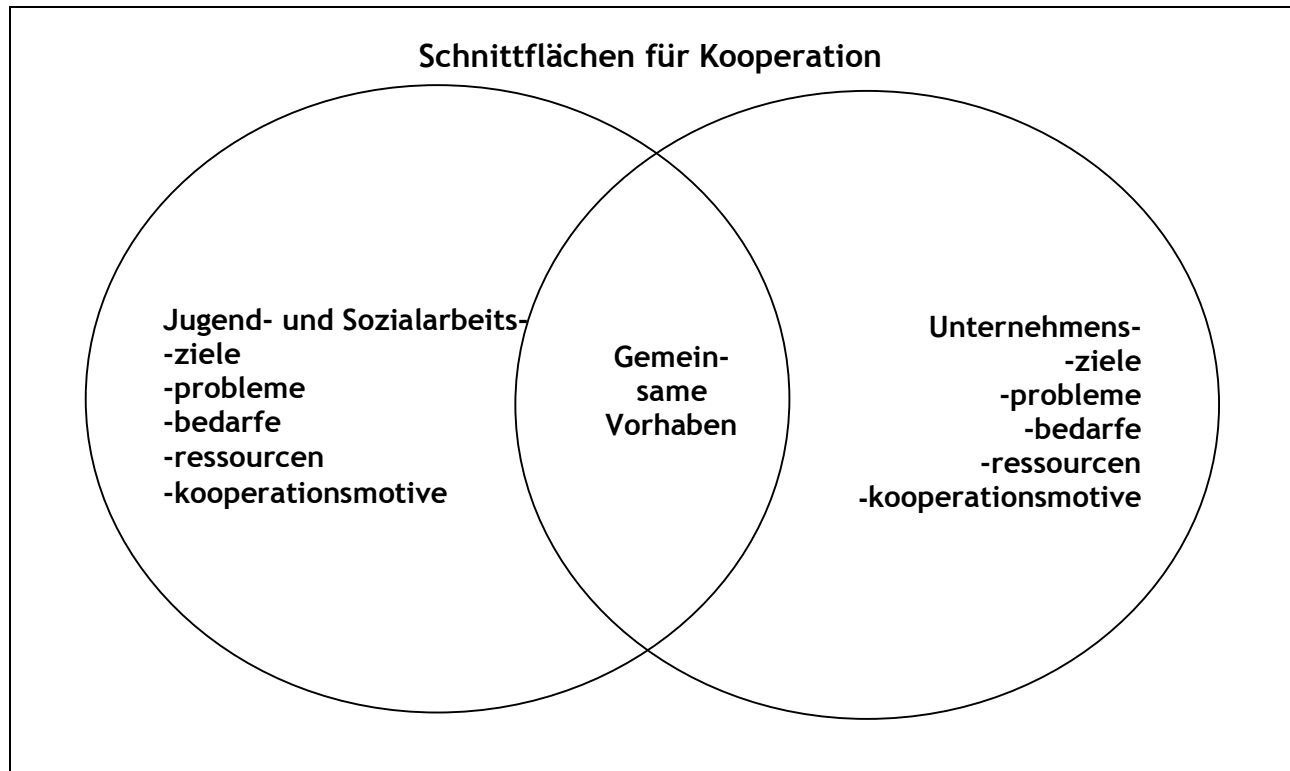 Schnittflächen für Kooperation
Jugend- und Sozialarbeits-
-ziele
-probleme
-bedarfe
-ressourcen
-kooperationsmotive
Gemein-
same
Vorhaben
Unternehmens-
-ziele
-probleme
-bedarfe
-ressourcen
-kooperationsmotive